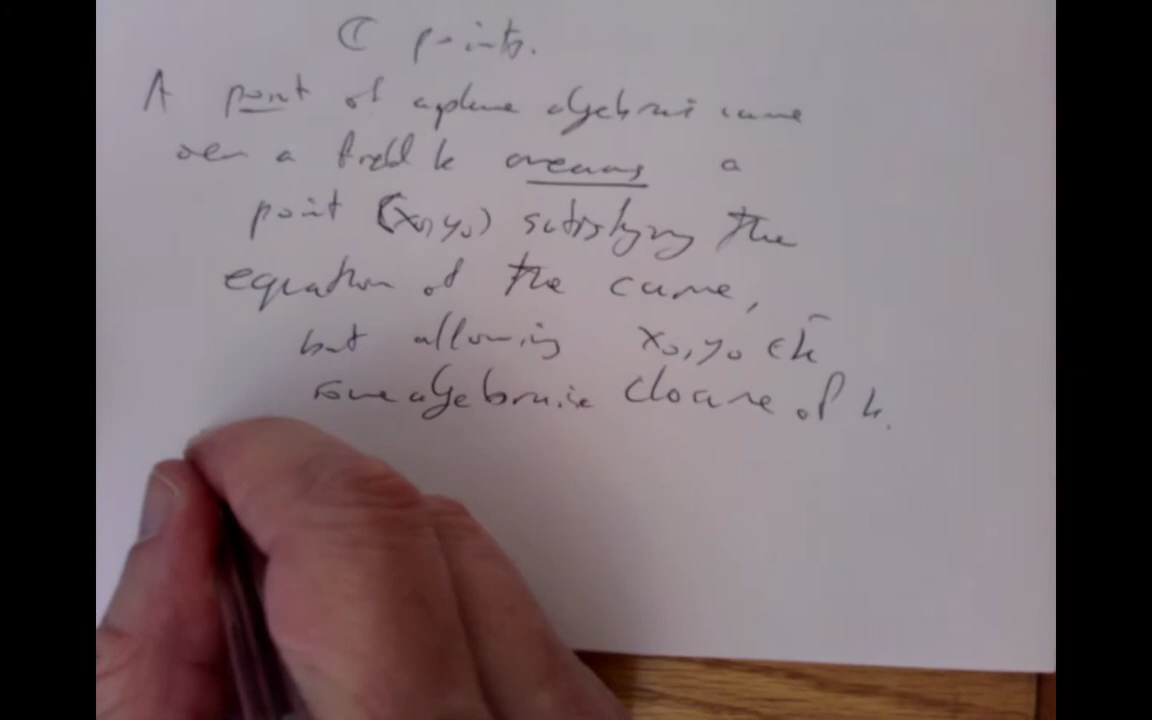 ℂ points.
A point of a plane algebraic curve
over a field k means a
point (x₀, y₀) satisfying the
equation of the curve,
but allowing x₀, y₀ ∈ k̄
some algebraic closure of k.